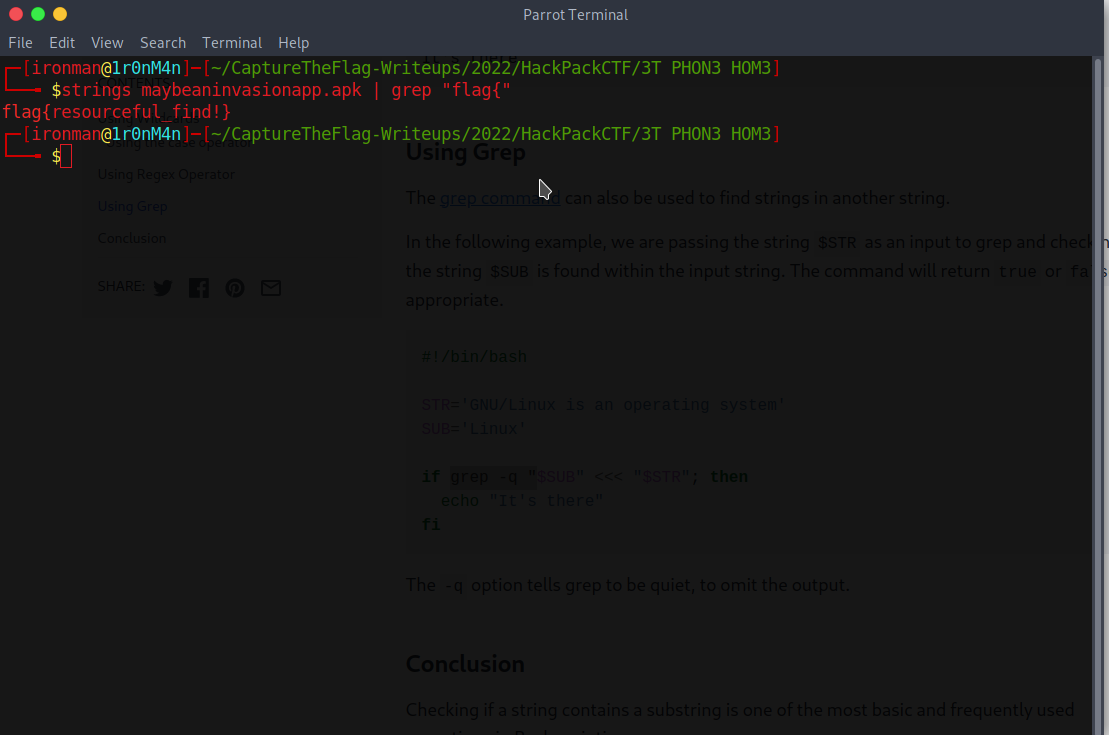 Parrot Terminal
File Edit View Search Terminal Help
┌─[ironman@1r0nM4n]─[~/CaptureTheFlag-Writeups/2022/HackPackCTF/3T PHON3 HOM3]
└──╼ $strings maybeaninvasionapp.apk | grep "flag{"
flag{resourceful_find!}
┌─[ironman@1r0nM4n]─[~/CaptureTheFlag-Writeups/2022/HackPackCTF/3T PHON3 HOM3]
└──╼ $
Using the case operator
Using Regex Operator
Using Grep
Conclusion
SHARE:
Using Grep
The grep command can also be used to find strings in another string.
In the following example, we are passing the string $STR as an input to grep and checkin
the string $SUB is found within the input string. The command will return true or fa s
appropriate.
#!/bin/bash
STR='GNU/Linux is an operating system'
SUB='Linux'
if grep -q "$SUB" <<< "$STR"; then
echo "It's there"
fi
The -q option tells grep to be quiet, to omit the output.
Conclusion
Checking if a string contains a substring is one of the most basic and frequently used